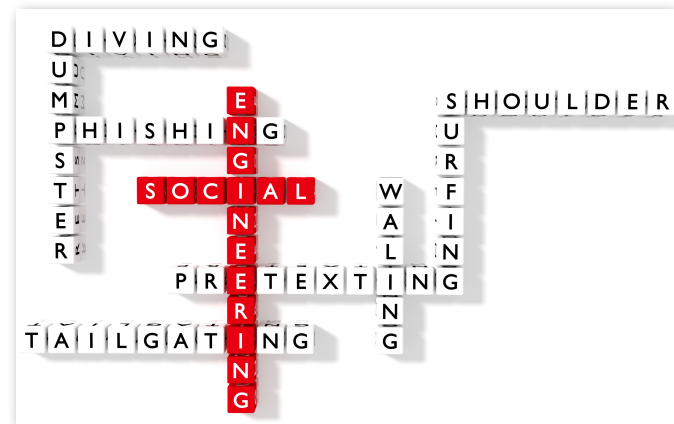 DIVING
DUMPSTER
ENGINEERING
SHOULDER
SURFING
PHISHING
SOCIAL
WALING
PRETEXTING
TAILGATING